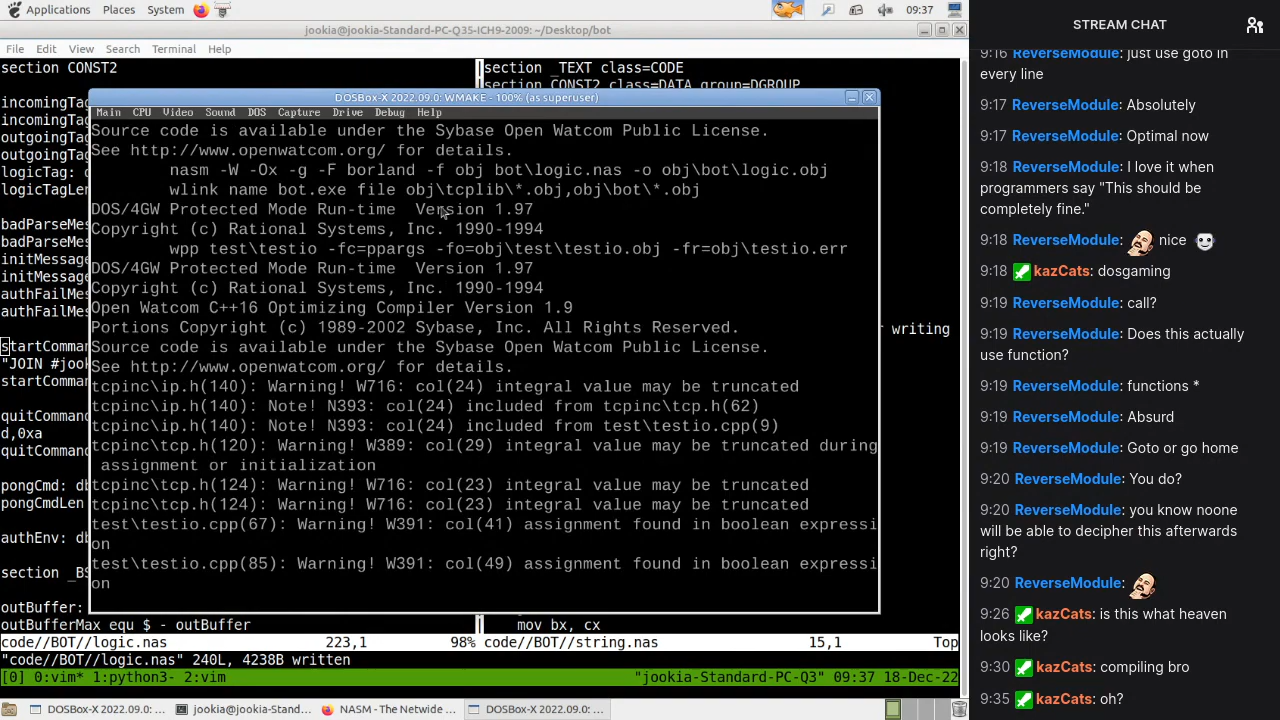 Applications Places System 09:37
jookia@jookia-Standard-PC-Q35-ICH9-2009: ~/Desktop/bot
File Edit View Search Terminal Help
section CONST2
section _TEXT class=CODE
section CONST2 class=DATA group=DGROUP
incomingTa
incomingTa
outgoingTa
outgoingTa
logicTag: d
logicTagLen
badParseMes
badParseMes
initMessage
initMessage
authFailMes
authFailMes
startComman
"JOIN #jook
startComman
quitCommand
d,0xa
quitCommand
pongCmd: db
pongCmdLen
authEnv: db
section _BS
outBuffer:
outBufferMax equ $ - outBuffer
r writing
mov bx, cx
code//BOT//logic.nas 223,1 98% code//BOT//string.nas 15,1 Top
"code//BOT//logic.nas" 240L, 4238B written
[0] 0:vim* 1:python3- 2:vim "jookia-Standard-PC-Q3" 09:37 18-Dec-22
DOSBox-X 2022.09.0: WMAKE - 100% (as superuser)
Main CPU Video Sound DOS Capture Drive Debug Help
Source code is available under the Sybase Open Watcom Public License.
See http://www.openwatcom.org/ for details.
nasm -W -Ox -g -F borland -f obj bot\logic.nas -o obj\bot\logic.obj
wlink name bot.exe file obj\tcplib\*.obj,obj\bot\*.obj
DOS/4GW Protected Mode Run-time Version 1.97
Copyright (c) Rational Systems, Inc. 1990-1994
wpp test\testio -fc=ppargs -fo=obj\test\testio.obj -fr=obj\testio.err
DOS/4GW Protected Mode Run-time Version 1.97
Copyright (c) Rational Systems, Inc. 1990-1994
Open Watcom C++16 Optimizing Compiler Version 1.9
Portions Copyright (c) 1989-2002 Sybase, Inc. All Rights Reserved.
Source code is available under the Sybase Open Watcom Public License.
See http://www.openwatcom.org/ for details.
tcpinc\ip.h(140): Warning! W716: col(24) integral value may be truncated
tcpinc\ip.h(140): Note! N393: col(24) included from tcpinc\tcp.h(62)
tcpinc\ip.h(140): Note! N393: col(24) included from test\testio.cpp(9)
tcpinc\tcp.h(120): Warning! W389: col(29) integral value may be truncated during
assignment or initialization
tcpinc\tcp.h(124): Warning! W716: col(23) integral value may be truncated
tcpinc\tcp.h(124): Warning! W716: col(23) integral value may be truncated
test\testio.cpp(67): Warning! W391: col(41) assignment found in boolean expressi
on
test\testio.cpp(85): Warning! W391: col(49) assignment found in boolean expressi
on
DOSBox-X 2022.09.0: ... jookia@jookia-Stand... NASM - The Netwide ... DOSBox-X 2022.09.0: ...
STREAM CHAT
9:16 ReverseModule: just use goto in
every line
9:17 ReverseModule: Absolutely
9:17 ReverseModule: Optimal now
9:18 ReverseModule: I love it when
programmers say "This should be
completely fine."
9:18 ReverseModule: nice
9:18 kazCats: dosgaming
9:19 ReverseModule: call?
9:19 ReverseModule: Does this actually
use function?
9:19 ReverseModule: functions *
9:19 ReverseModule: Absurd
9:19 ReverseModule: Goto or go home
9:20 ReverseModule: You do?
9:20 ReverseModule: you know noone
will be able to decipher this afterwards
right?
9:20 ReverseModule:
9:26 kazCats: is this what heaven
looks like?
9:30 kazCats: compiling bro
9:35 kazCats: oh?